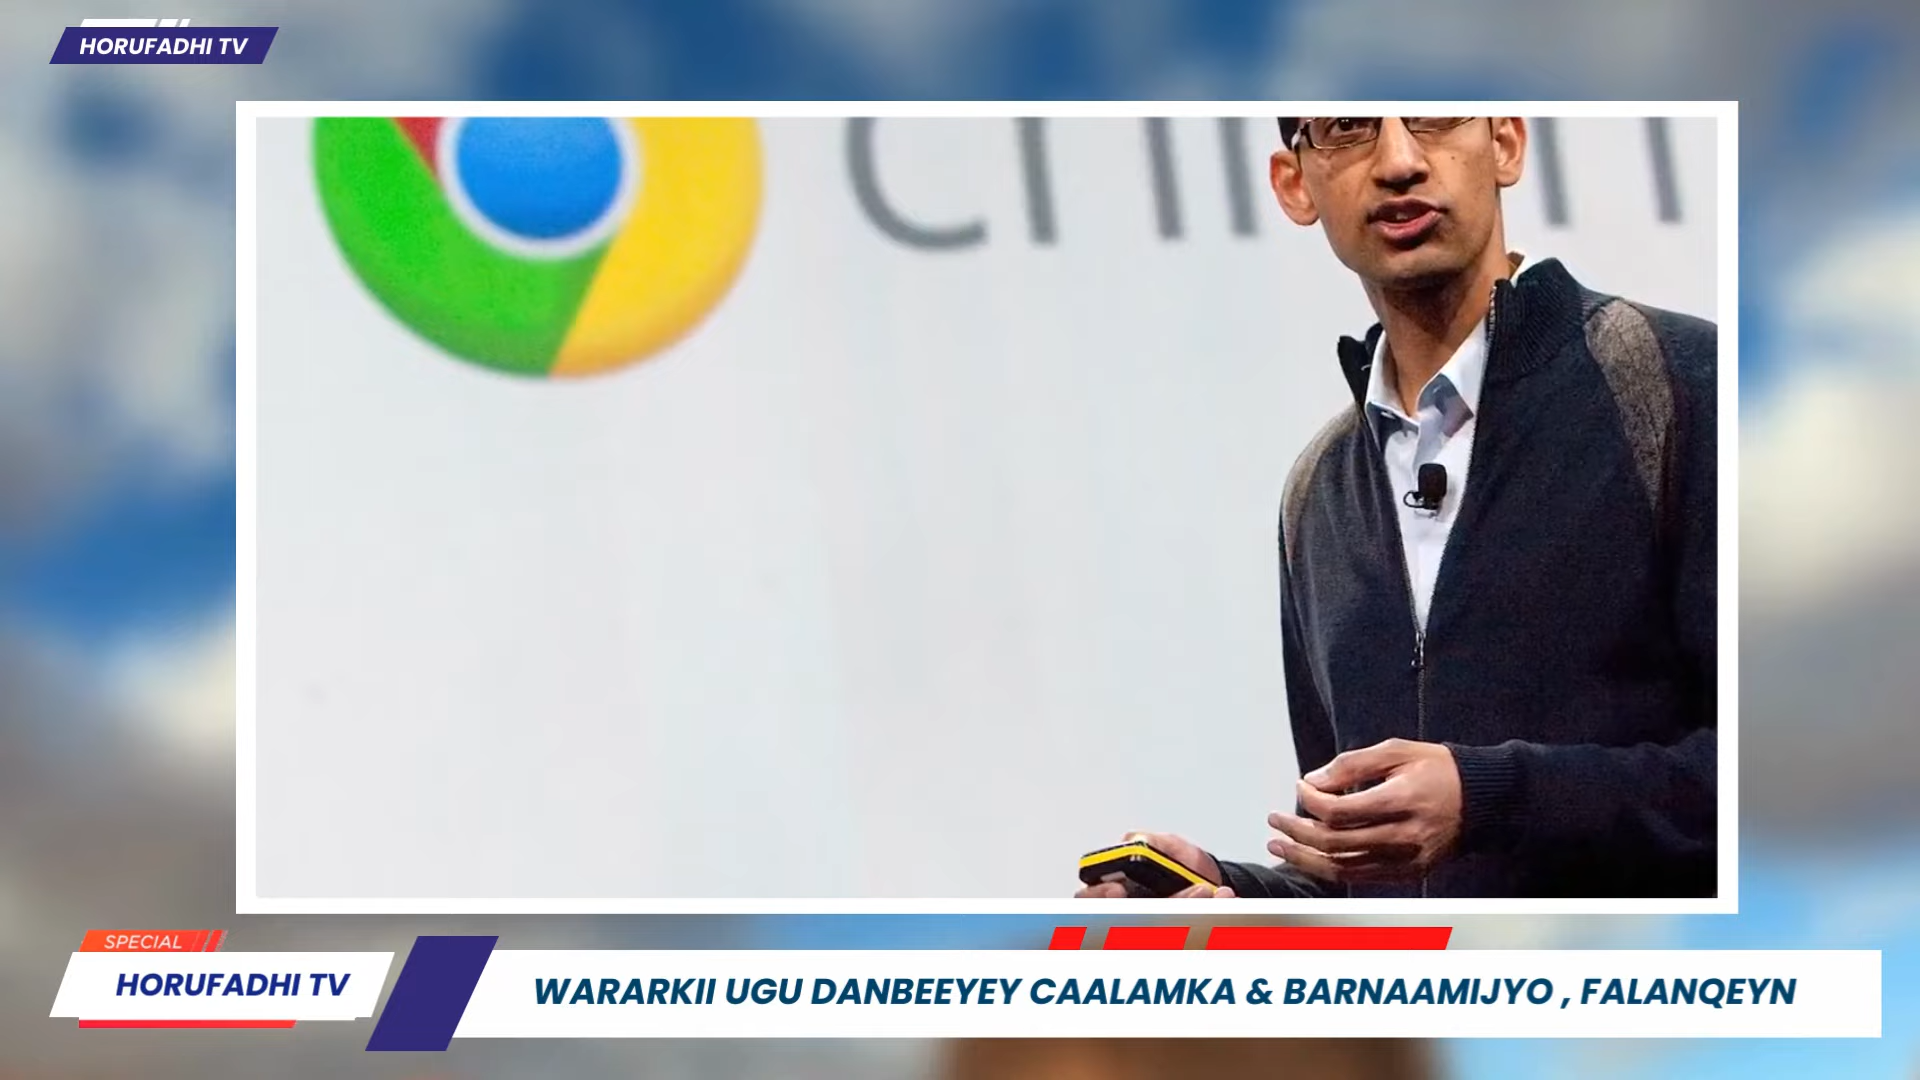 HORUFADHI TV
SPECIAL
HORUFADHI TV
WARARKII UGU DANBEEYEY CAALAMKA & BARNAAMIJYO , FALANQEYN